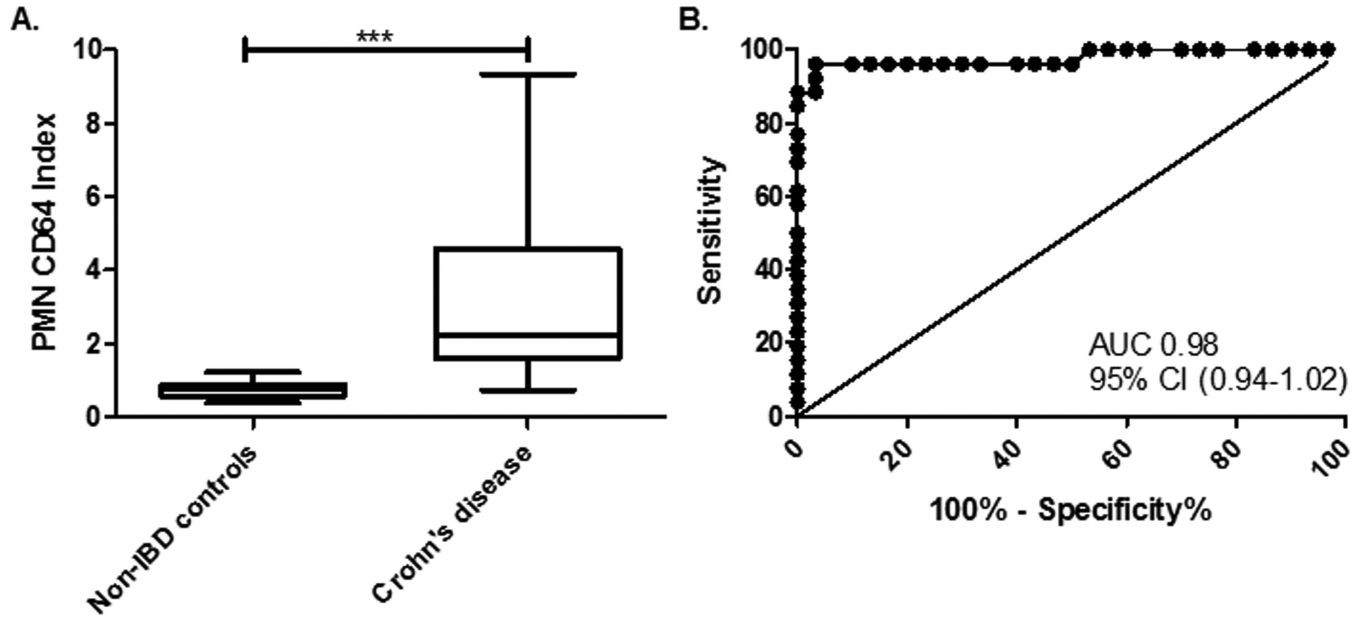 A.
***
10
8
6
4
2
0
PMN CD64 Index
Non-IBD controls
Crohn's disease
B.
100
80
60
40
20
0
Sensitivity
AUC 0.98
95% CI (0.94-1.02)
0
20
40
60
80
100
100% - Specificity%